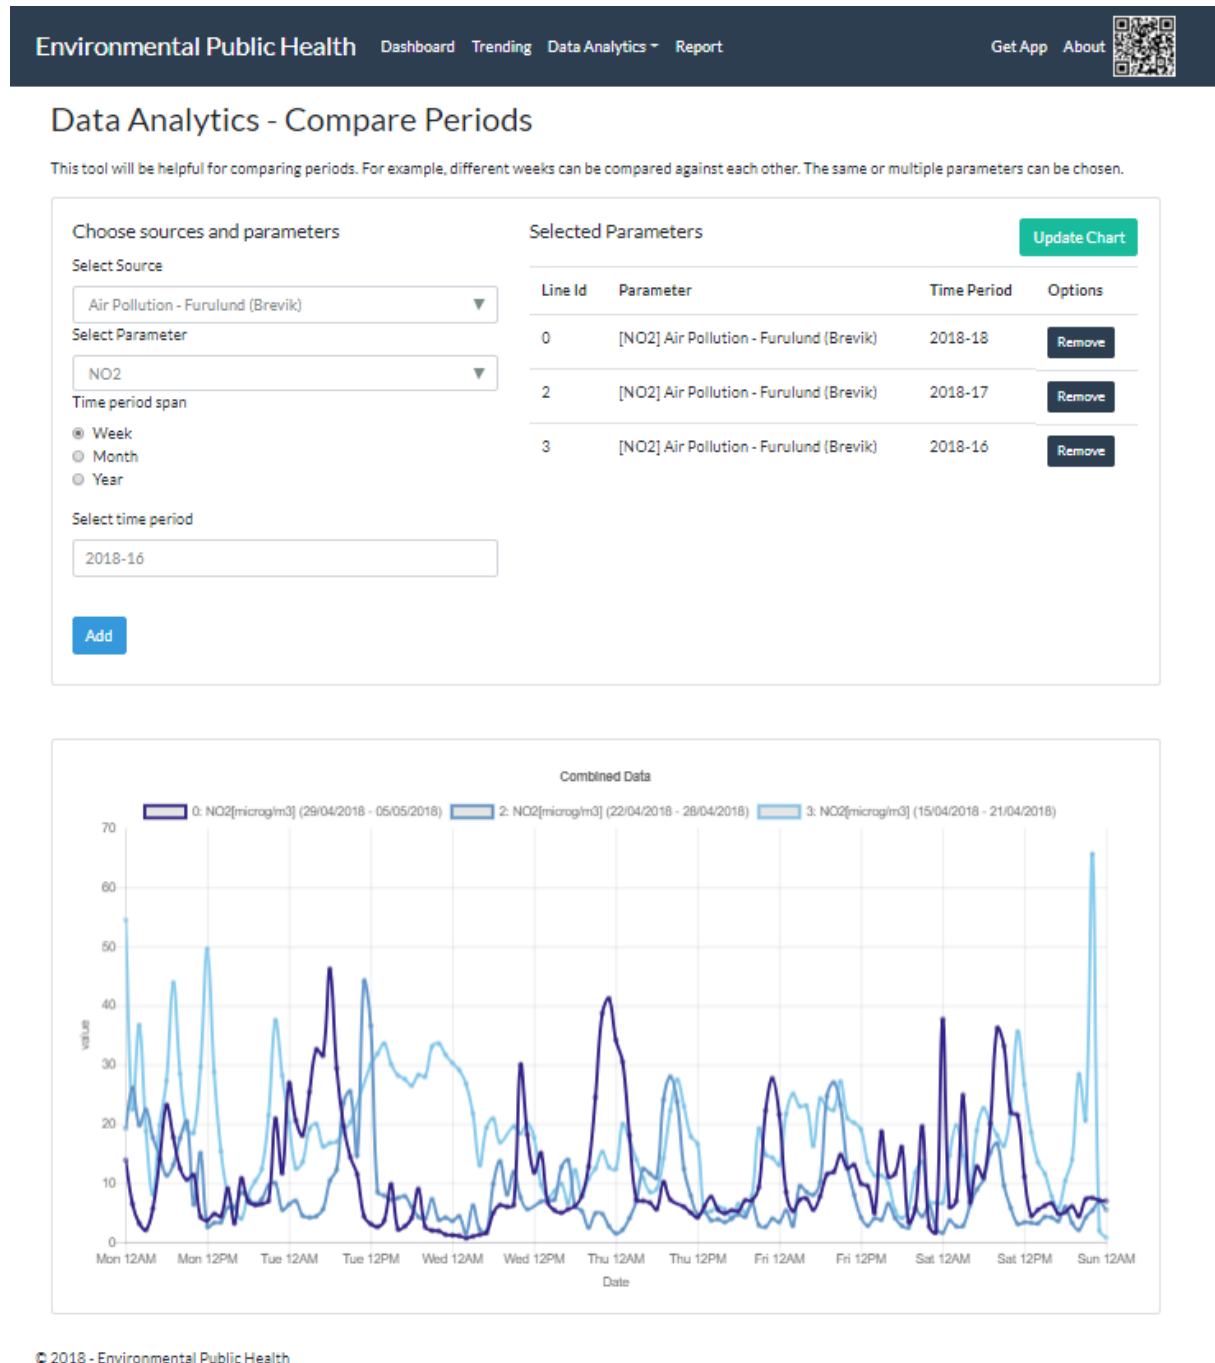 Environmental Public Health Dashboard Trending Data Analytics Report Get App About
Data Analytics - Compare Periods
This tool will be helpful for comparing periods. For example, different weeks can be compared against each other. The same or multiple parameters can be chosen.
Choose sources and parameters
Select Source
Air Pollution - Furulund (Brevik)
Select Parameter
NO2
Time period span
Week
Month
Year
Select time period
2018-16
Add
Selected Parameters
Update Chart
Line Id Parameter Time Period Options
0 [NO2] Air Pollution - Furulund (Brevik) 2018-18 Remove
2 [NO2] Air Pollution - Furulund (Brevik) 2018-17 Remove
3 [NO2] Air Pollution - Furulund (Brevik) 2018-16 Remove
Combined Data
0: NO2[microg/m3] (29/04/2018 - 05/05/2018) 2: NO2[microg/m3] (22/04/2018 - 28/04/2018) 3: NO2[microg/m3] (15/04/2018 - 21/04/2018)
70
60
50
40
30
20
10
0
value
Mon 12AM Mon 12PM Tue 12AM Tue 12PM Wed 12AM Wed 12PM Thu 12AM Thu 12PM Fri 12AM Fri 12PM Sat 12AM Sat 12PM Sun 12AM
Date
© 2018 - Environmental Public Health